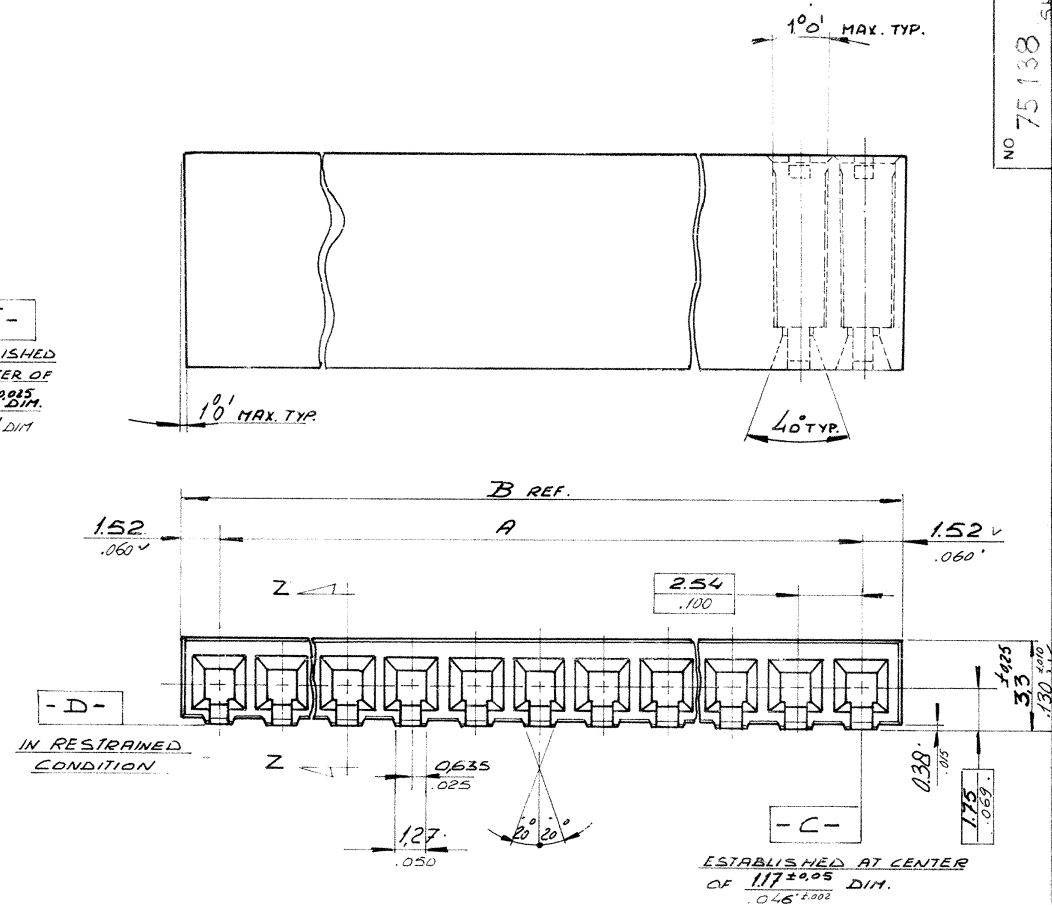 1°0' MAX. TYP.
NO 75138
ISHED
ER OF
0,025
DIM.
DIM
1°0' MAX. TYP.
40° TYP.
B REF.
1.52
.060
A
1.52
.060
Z
2.54
.100
±0,25
3.3
.130 ±.010
- D -
IN RESTRAINED
CONDITION
Z
0,635
.025
0.38
.015
1.75
.069
1,27
.050
20° 20°
- C -
ESTABLISHED AT CENTER
OF 1.17 ±0,05 DIM.
.046 ±.002